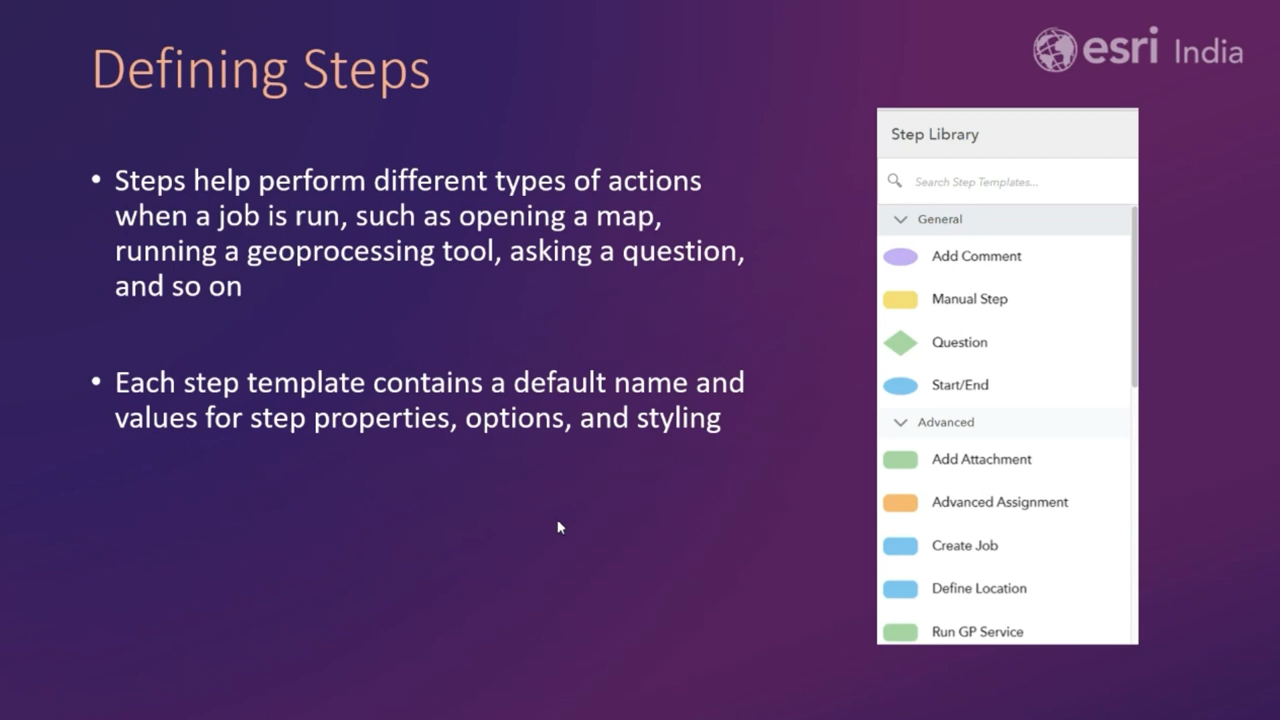 Defining Steps
esri India
• Steps help perform different types of actions
when a job is run, such as opening a map,
running a geoprocessing tool, asking a question,
and so on
• Each step template contains a default name and
values for step properties, options, and styling
Step Library
Search Step Templates...
General
Add Comment
Manual Step
Question
Start/End
Advanced
Add Attachment
Advanced Assignment
Create Job
Define Location
Run GP Service